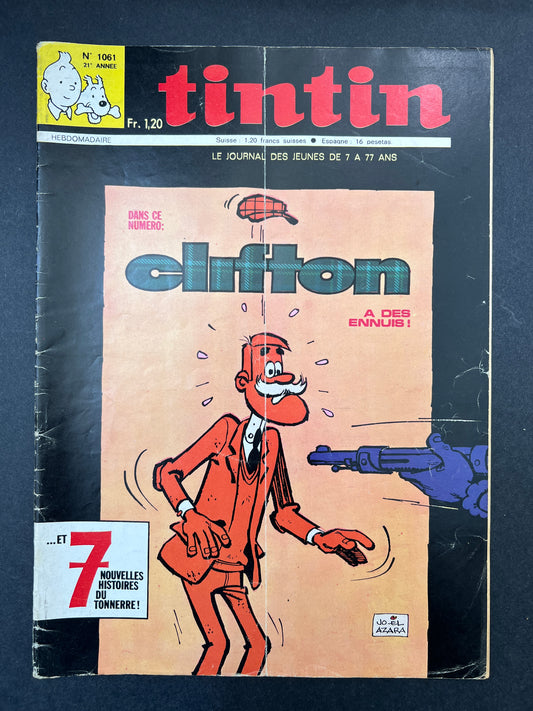 N° 1061
21e ANNÉE
Fr. 1,20
tintin
HEBDOMADAIRE
Suisse : 1,20 francs suisses ● Espagne : 16 pesetas
LE JOURNAL DES JEUNES DE 7 A 77 ANS
DANS CE
NUMERO:
clifton
A DES
ENNUIS !
...ET
7
NOUVELLES
HISTOIRES
DU
TONNERRE !
JO-EL
AZARA